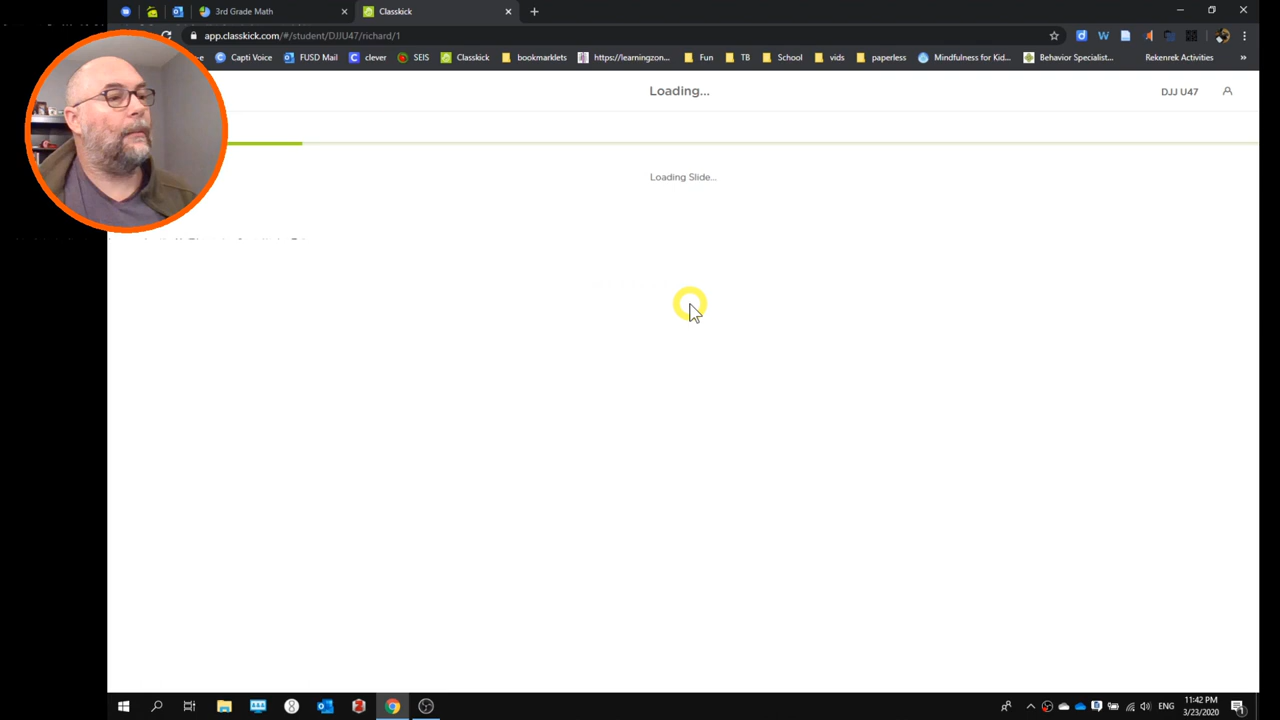 3rd Grade Math
Classkick
app.classkick.com/#/student/DJJU47/richard/1
Capti Voice
FUSD Mail
clever
SEIS
Classkick
bookmarklets
https://learningzon...
Fun
TB
School
vids
paperless
Mindfulness for Kid...
Behavior Specialist...
Rekenrek Activities
»
Loading...
DJJ U47
Loading Slide...
ENG
11:42 PM
3/23/2020